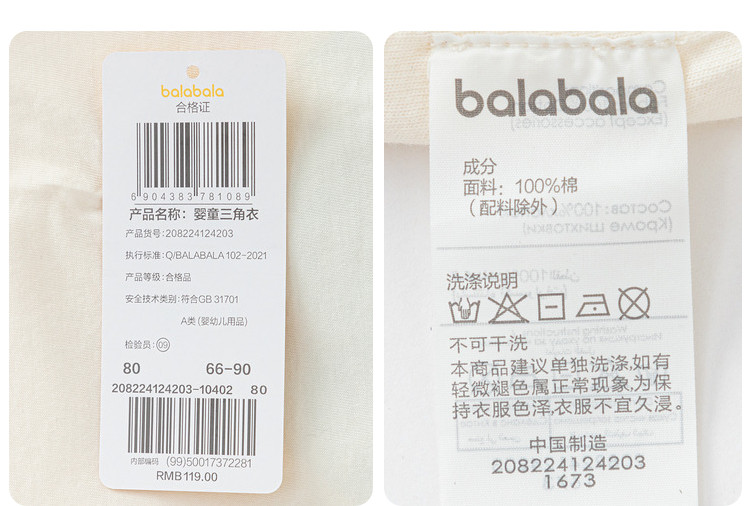 balabala
合格证
6 904383 781089
产品名称：婴童三角衣
产品货号：208224124203
执行标准：Q/BALABALA 102-2021
产品等级：合格品
安全技术类别：符合GB 31701
A类 (婴幼儿用品)
检验员：09
80 66-90
208224124203-10402 80
内部编码 (99)50017372281
RMB119.00
balabala
成分
面料：100%棉
（配料除外）
洗涤说明
不可干洗
本商品建议单独洗涤,如有
轻微褪色属正常现象,为保
持衣服色泽,衣服不宜久浸。
中国制造
208224124203
1673